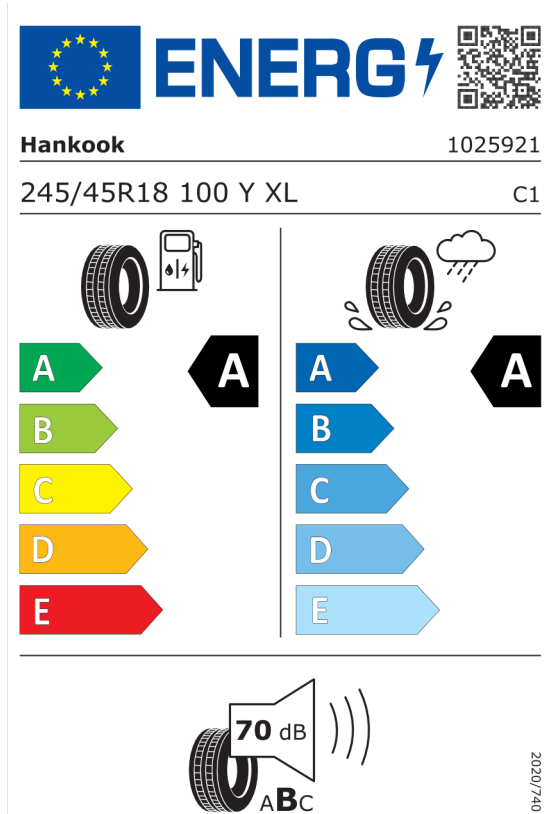 ENERG
Hankook 1025921
245/45R18 100 Y XL C1
A A A A
B B
C C
D D
E E
70 dB
ABC
2020/740